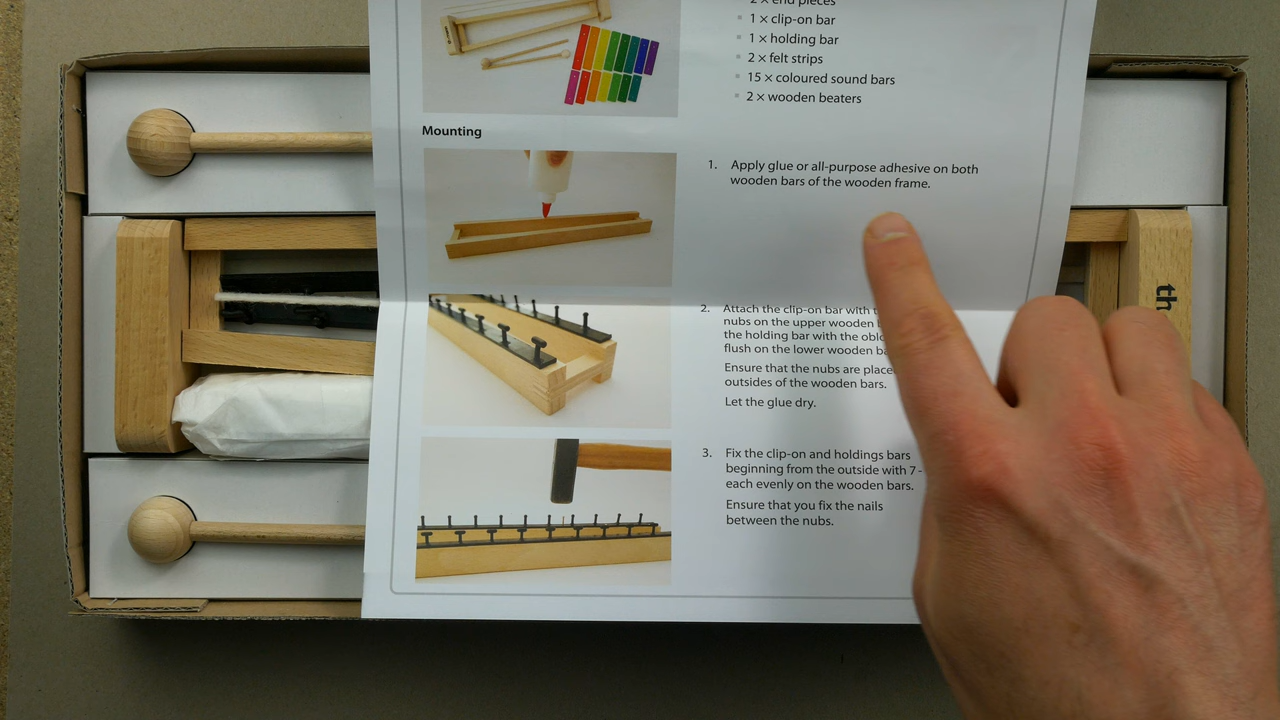 2 × end pieces
1 × clip-on bar
1 × holding bar
2 × felt strips
15 × coloured sound bars
2 × wooden beaters
Mounting
1. Apply glue or all-purpose adhesive on both
wooden bars of the wooden frame.
2. Attach the clip-on bar with
nubs on the upper wooden
the holding bar with the
flush on the lower wooden
Ensure that the nubs are
outsides of the wooden bars.
Let the glue dry.
3. Fix the clip-on and holdings bars
beginning from the outside with 7 -
each evenly on the wooden bars.
Ensure that you fix the nails
between the nubs.
th